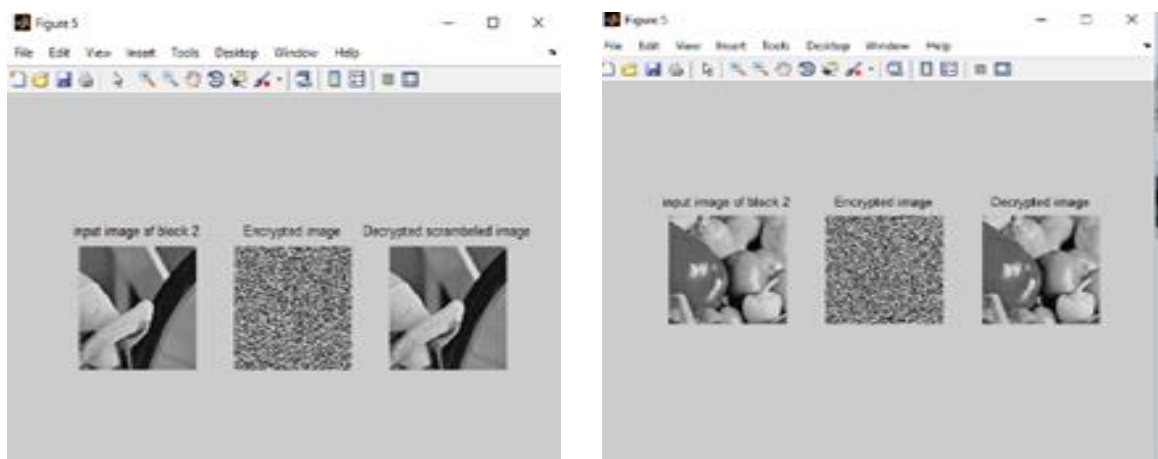 Figure 5
File Edit View Insert Tools Desktop Window Help
input image of block 2 Encrypted image Decrypted scrambeled image
Figure 5
File Edit View Insert Tools Desktop Window Help
input image of block 2 Encrypted image Decrypted image